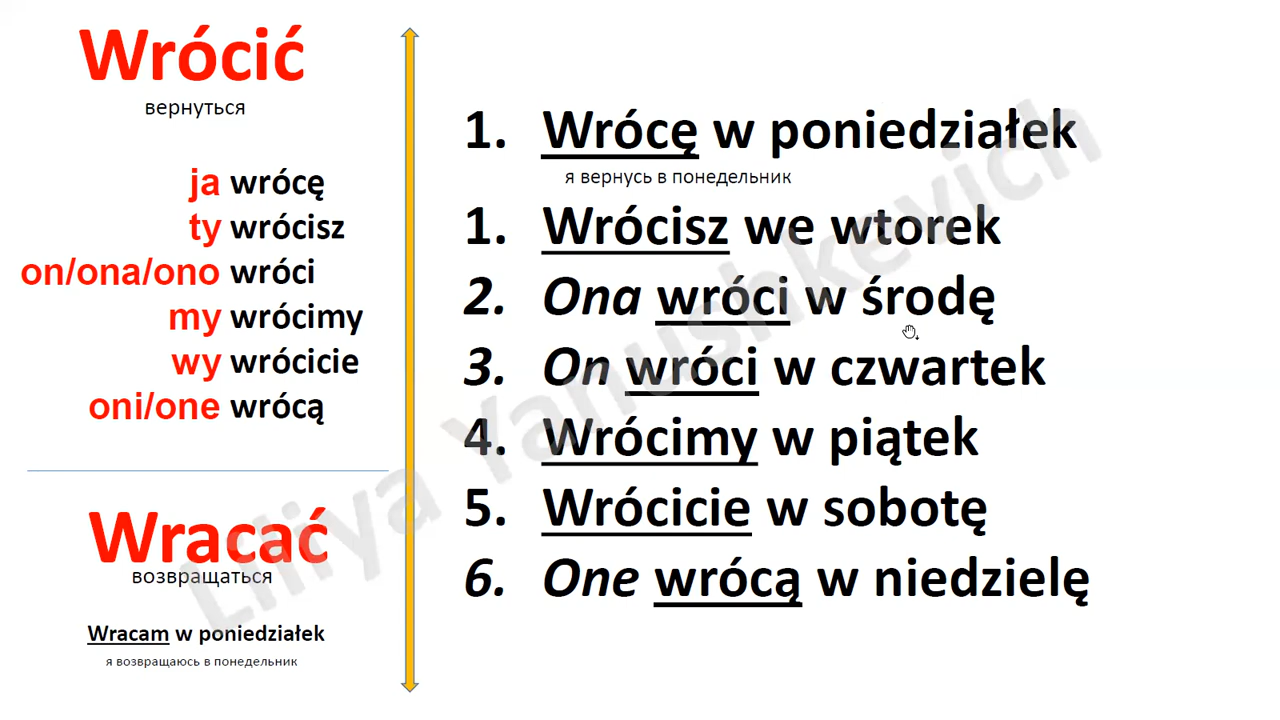 Wrócić
вернуться
ja wrócę
ty wrócisz
on/ona/ono wróci
my wrócimy
wy wrócicie
oni/one wrócą
Wracać
возвращаться
Wracam w poniedziałek
я возвращаюсь в понедельник
1. Wrócę w poniedziałek
я вернусь в понедельник
1. Wrócisz we wtorek
2. Ona wróci w środę
3. On wróci w czwartek
4. Wrócimy w piątek
5. Wrócicie w sobotę
6. One wrócą w niedzielę
Liliya Yanushkevich